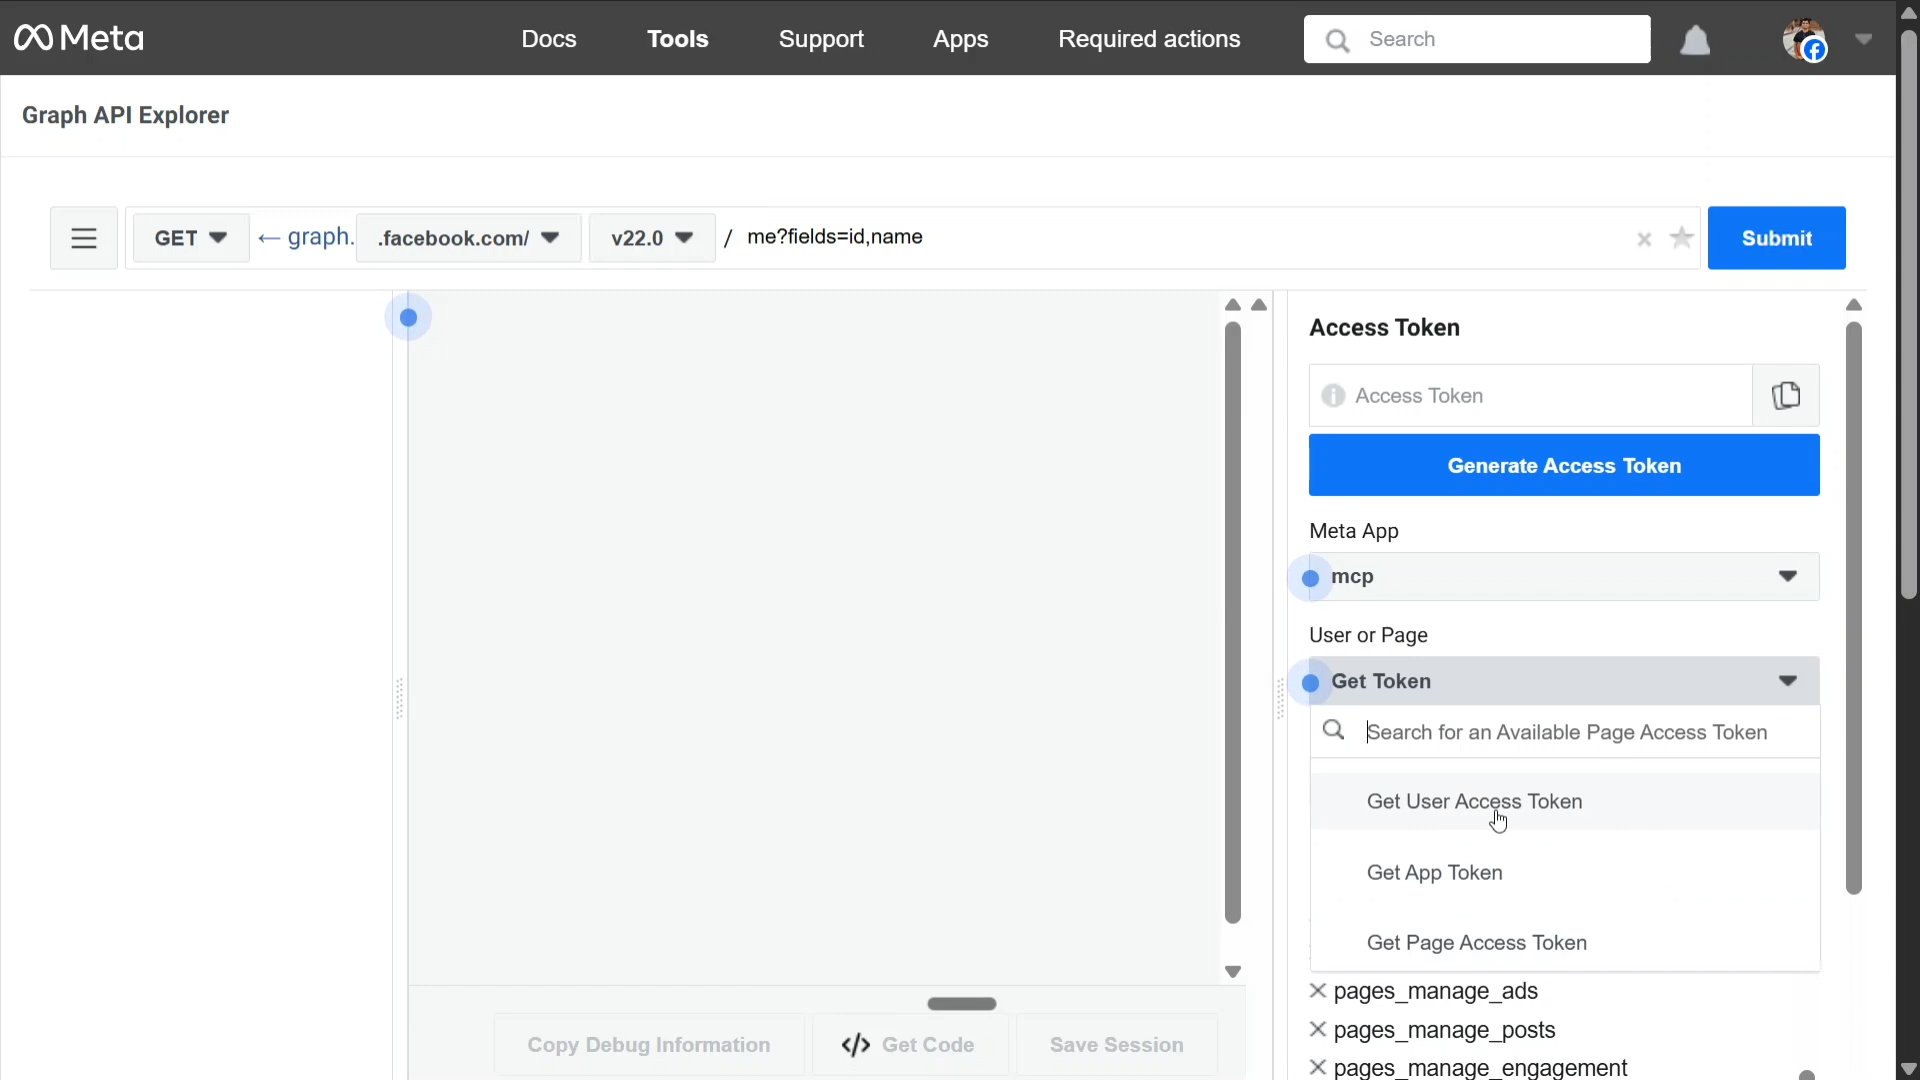 Meta
Docs
Tools
Support
Apps
Required actions
Search
Graph API Explorer
GET
← graph.
.facebook.com/
v22.0
/
me?fields=id,name
×
Submit
Access Token
Access Token
Generate Access Token
Meta App
mcp
User or Page
Get Token
Search for an Available Page Access Token
Get User Access Token
Get App Token
Get Page Access Token
pages_manage_ads
pages_manage_posts
pages_manage_engagement
Copy Debug Information
</> Get Code
Save Session